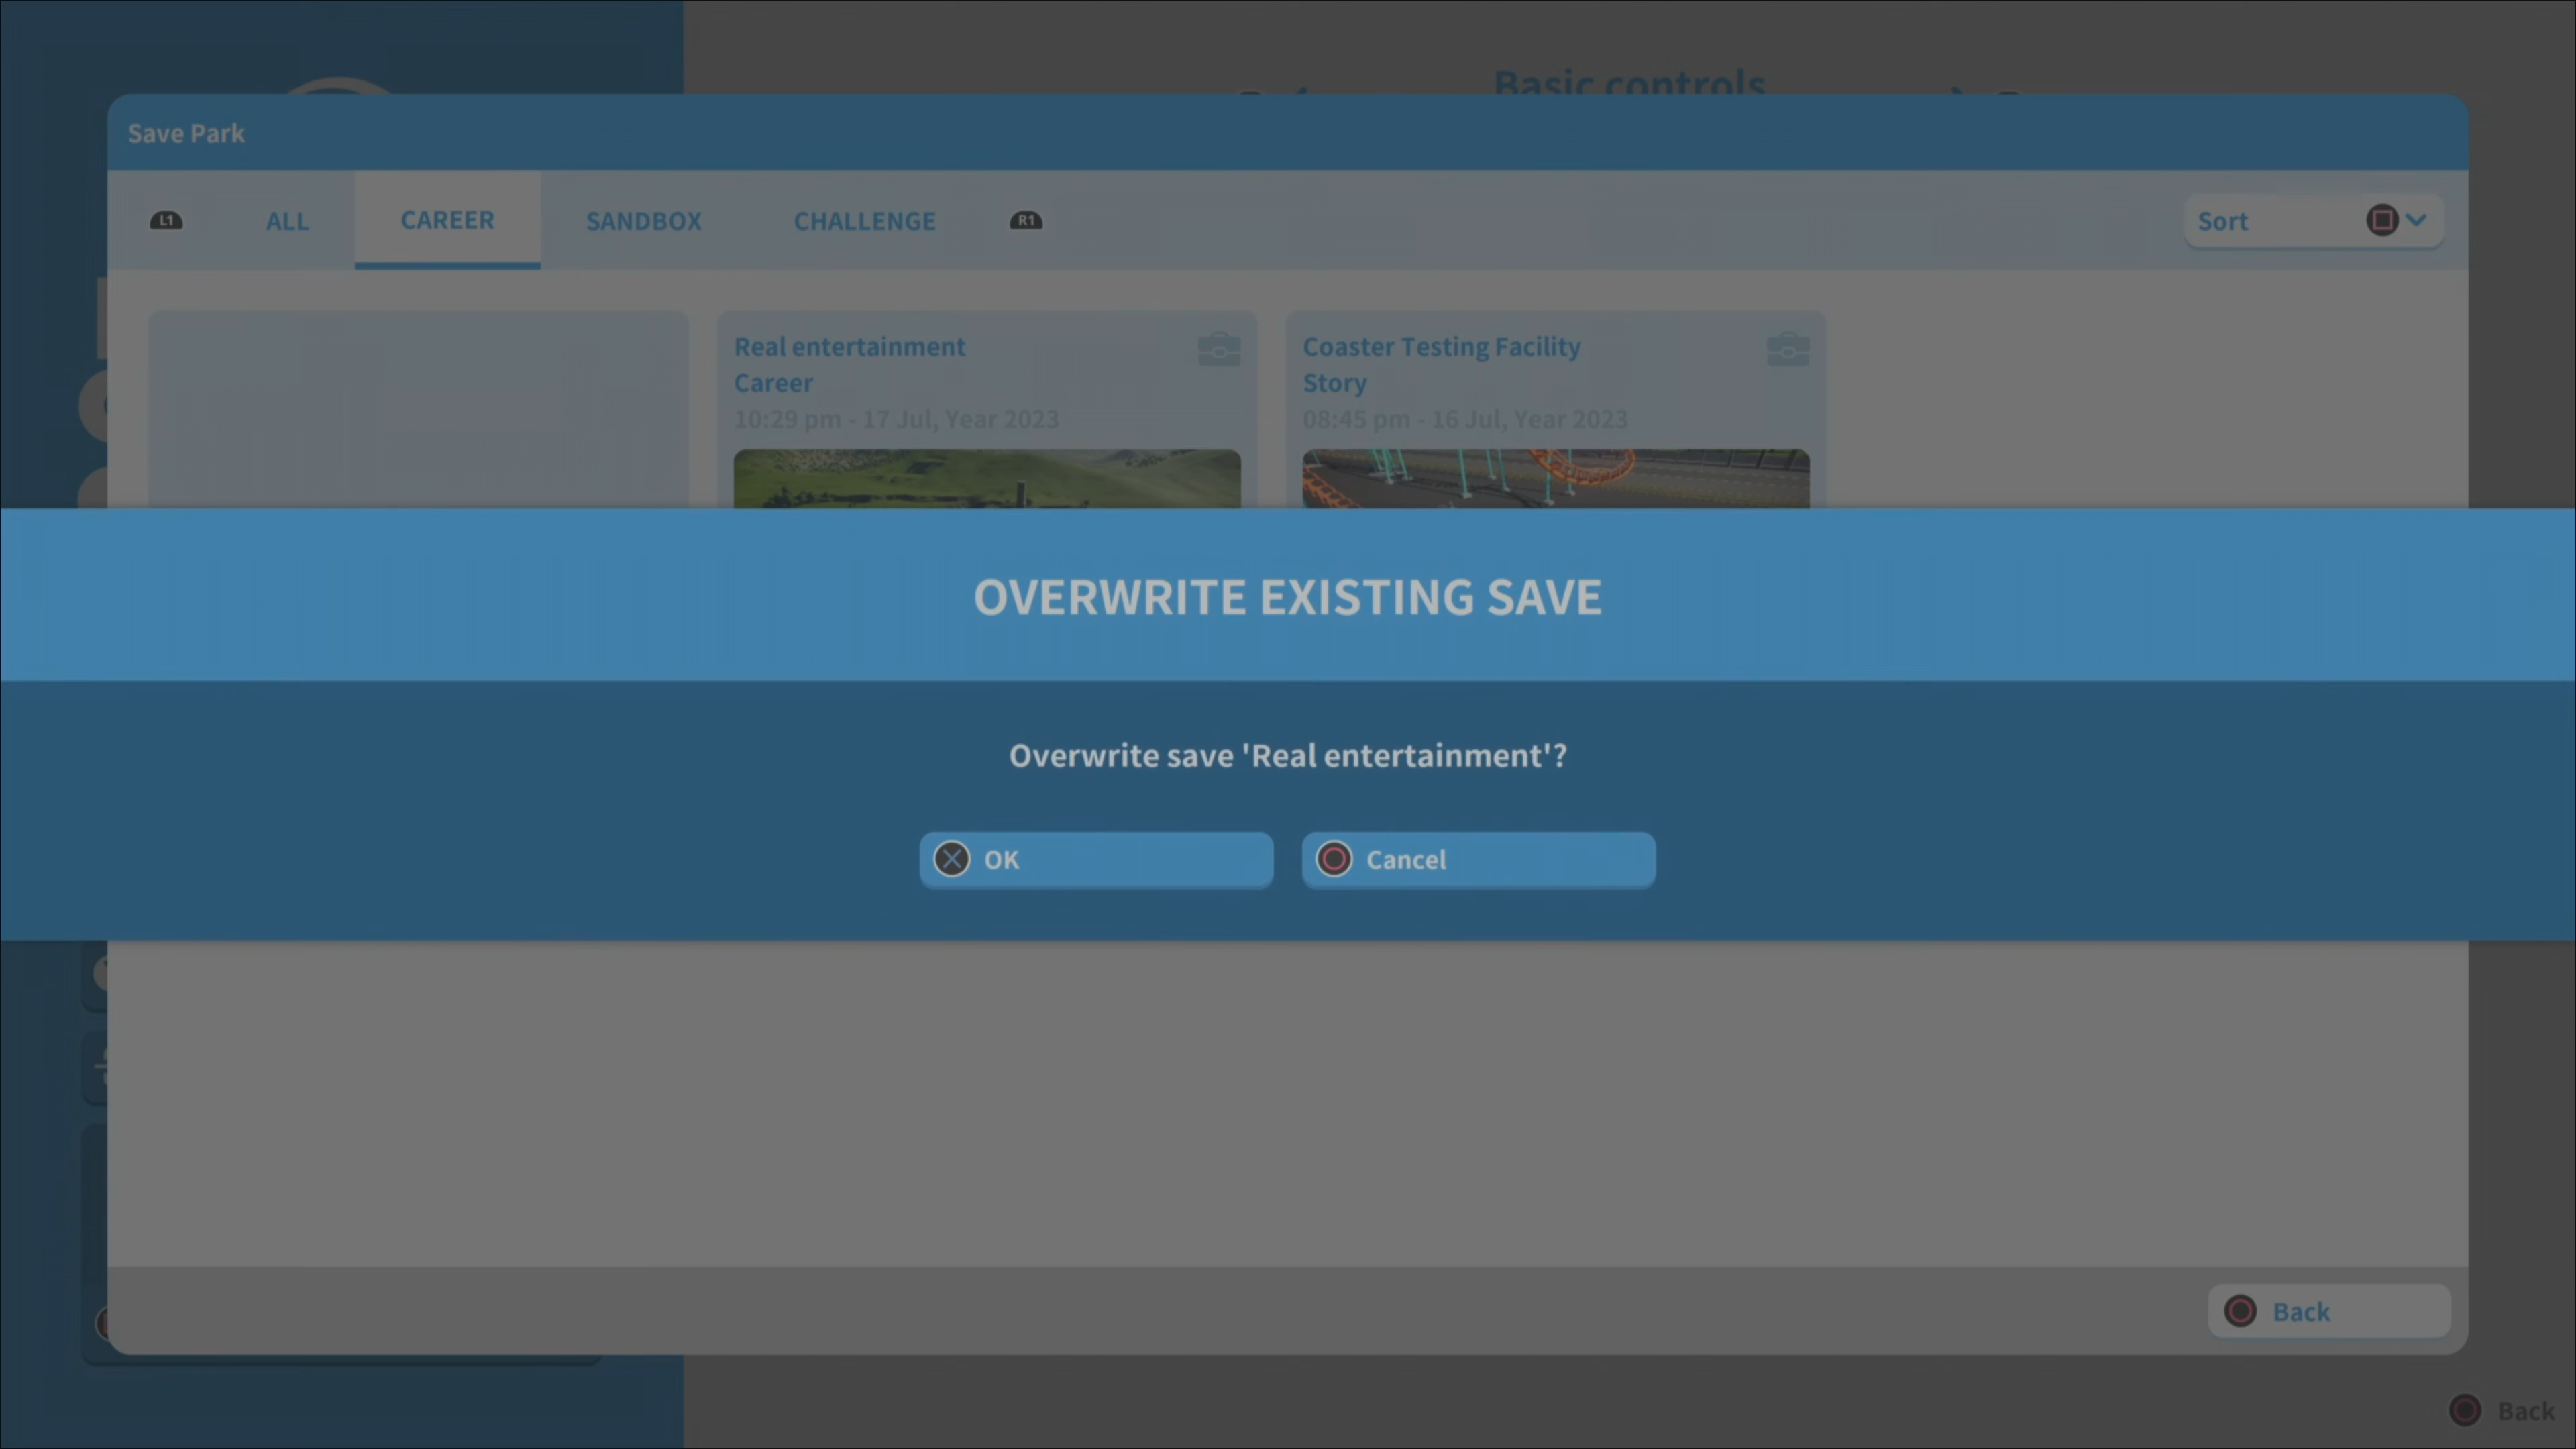 Basic controls
Save Park
L1
ALL
CAREER
SANDBOX
CHALLENGE
R1
Sort
Real entertainment
Career
10:29 pm - 17 Jul, Year 2023
Coaster Testing Facility
Story
08:45 pm - 16 Jul, Year 2023
OVERWRITE EXISTING SAVE
Overwrite save 'Real entertainment'?
OK
Cancel
Back
Back